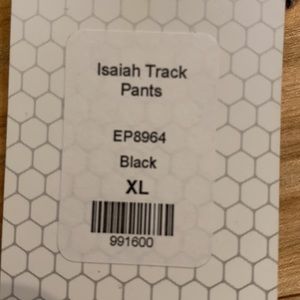 Isaiah Track
Pants
EP8964
Black
XL
991600